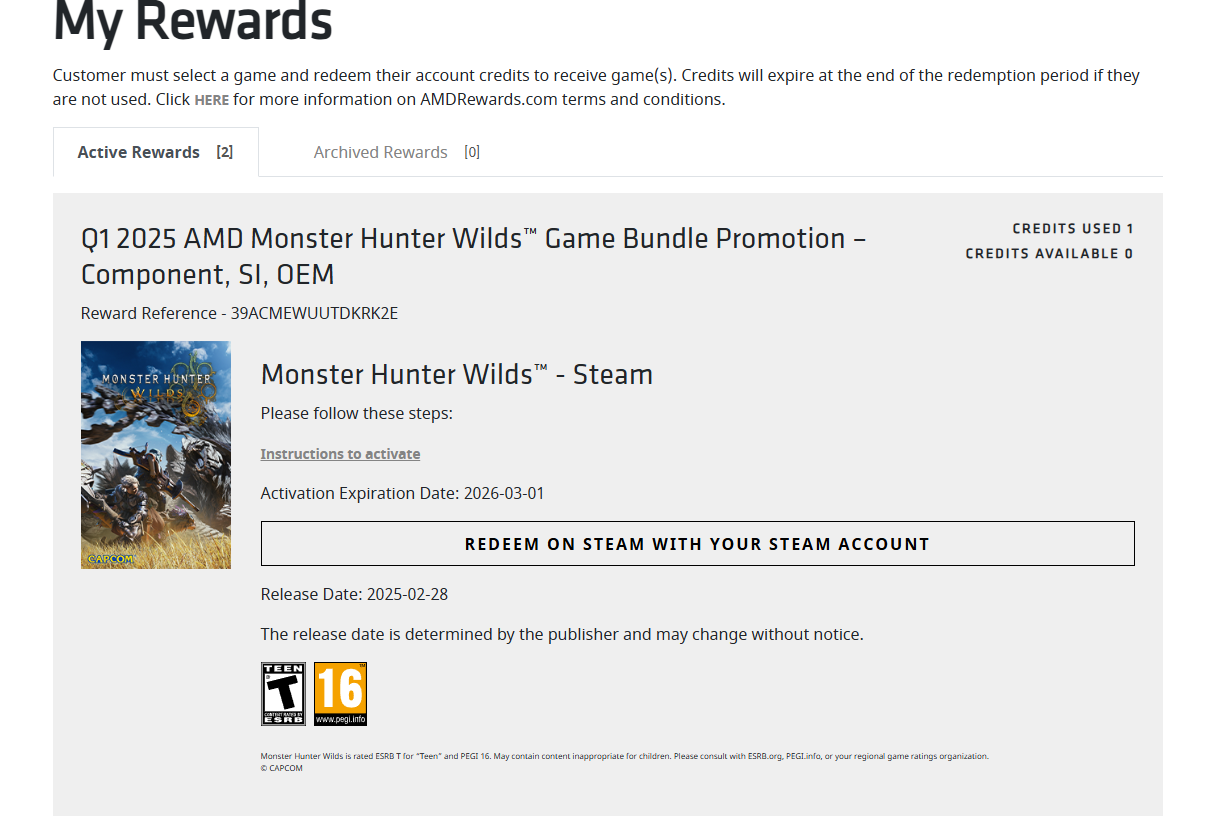 My Rewards
Customer must select a game and redeem their account credits to receive game(s). Credits will expire at the end of the redemption period if they
are not used. Click HERE for more information on AMDRewards.com terms and conditions.
Active Rewards [2]
Archived Rewards [0]
Q1 2025 AMD Monster Hunter Wilds™ Game Bundle Promotion –
Component, SI, OEM
CREDITS USED 1
CREDITS AVAILABLE 0
Reward Reference - 39ACMEWUUTDKRK2E
MONSTER HUNTER
WILDS
CAPCOM
Monster Hunter Wilds™ - Steam
Please follow these steps:
Instructions to activate
Activation Expiration Date: 2026-03-01
REDEEM ON STEAM WITH YOUR STEAM ACCOUNT
Release Date: 2025-02-28
The release date is determined by the publisher and may change without notice.
TEEN
T
CONTENT RATED BY
ESRB
16
www.pegi.info
Monster Hunter Wilds is rated ESRB T for “Teen” and PEGI 16. May contain content inappropriate for children. Please consult with ESRB.org, PEGI.info, or your regional game ratings organization.
© CAPCOM